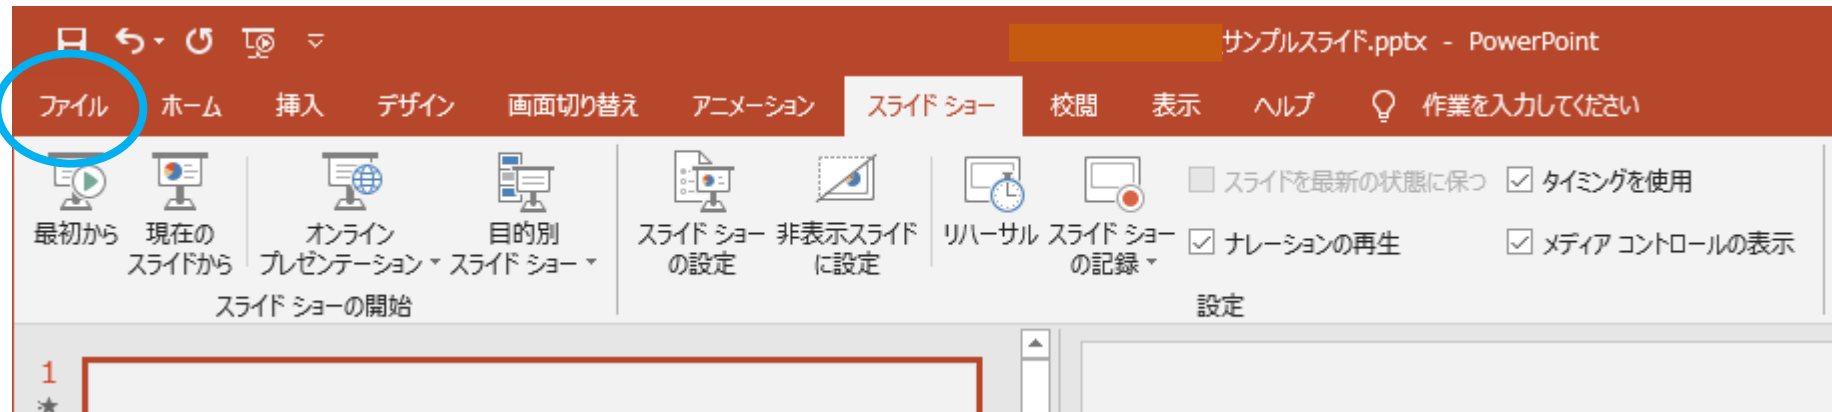 サンプルスライド.pptx - PowerPoint
ファイル ホーム 挿入 デザイン 画面切り替え アニメーション スライド ショー 校閲 表示 ヘルプ 作業を入力してください
最初から
現在の
スライドから
オンライン
プレゼンテーション
目的別
スライド ショー
スライド ショーの開始
スライド ショー
の設定
非表示スライド
に設定
リハーサル
スライド ショー
の記録
スライドを最新の状態に保つ
タイミングを使用
ナレーションの再生
メディア コントロールの表示
設定
1